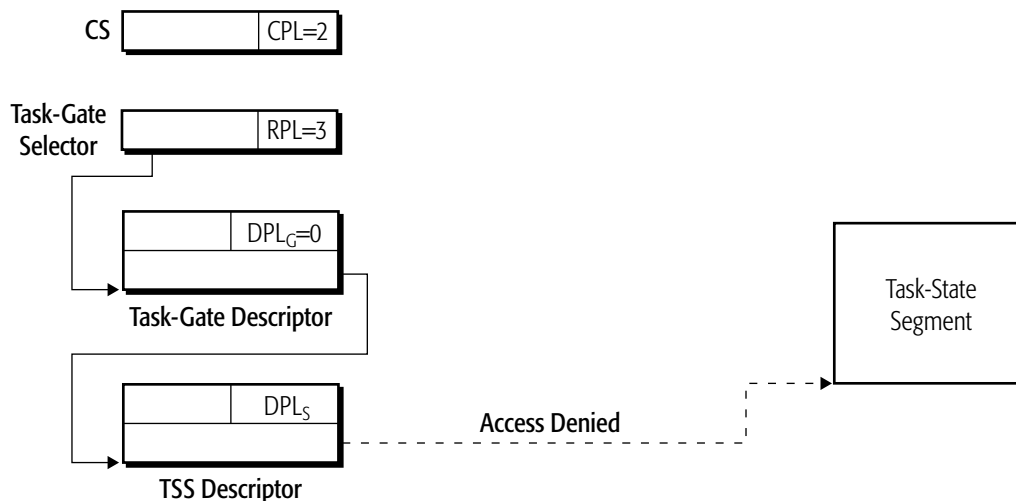 CS
CPL=2
Task-Gate
Selector
RPL=3
DPLG=0
Task-Gate Descriptor
DPLS
TSS Descriptor
Access Denied
Task-State
Segment